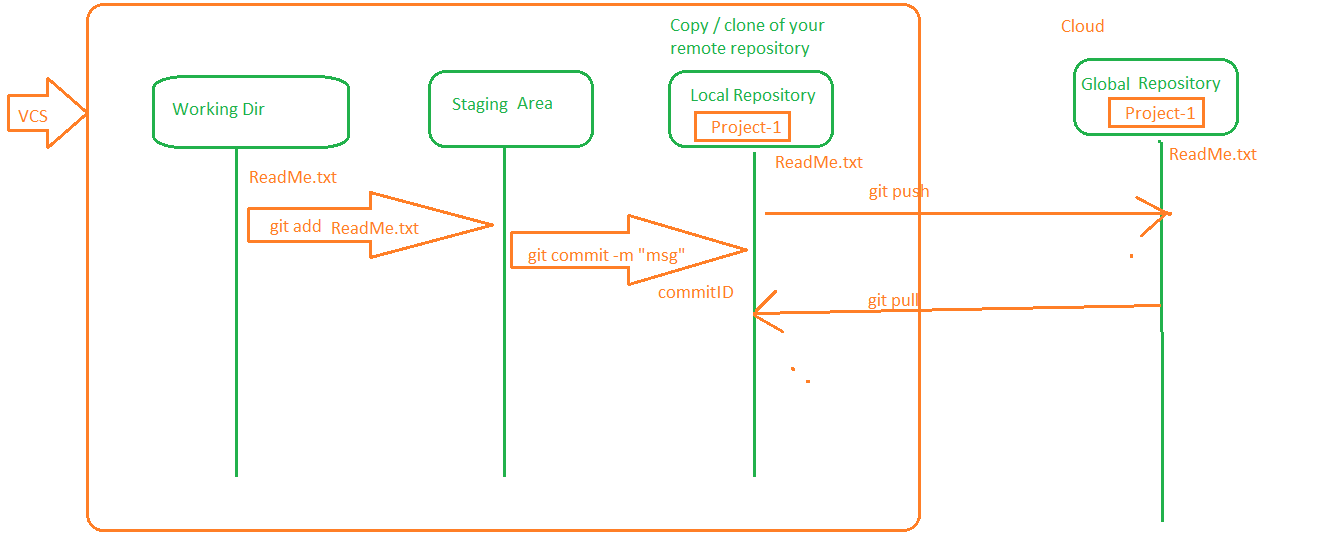 Copy / clone of your
remote repository
Cloud
VCS
Working Dir
Staging Area
Local Repository
Project-1
Global Repository
Project-1
ReadMe.txt
ReadMe.txt
ReadMe.txt
git add ReadMe.txt
git push
git commit -m "msg"
commitID
git pull